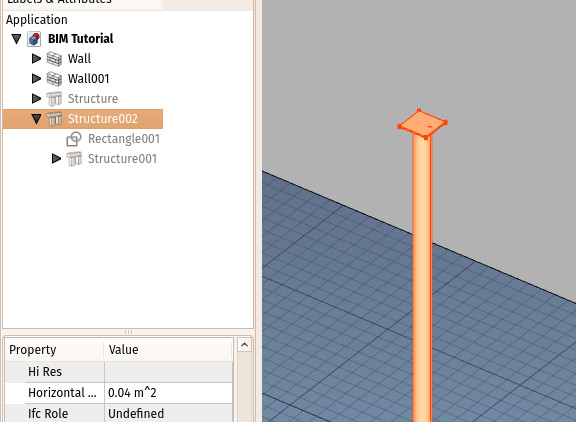 Labels & Attributes
Application
BIM Tutorial
Wall
Wall001
Structure
Structure002
Rectangle001
Structure001
Property Value
Hi Res
Horizontal ... 0.04 m^2
Ifc Role Undefined